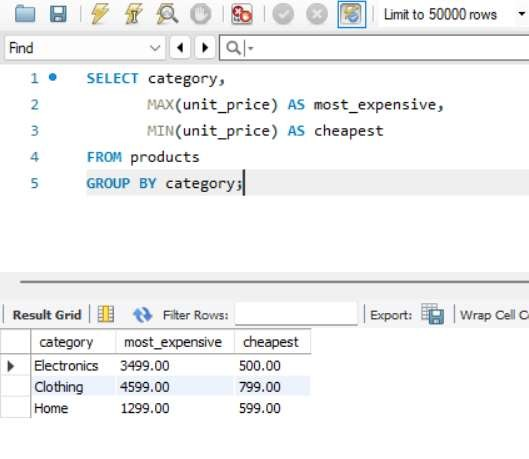 Limit to 50000 rows
Find
1 SELECT category,
2 MAX(unit_price) AS most_expensive,
3 MIN(unit_price) AS cheapest
4 FROM products
5 GROUP BY category;
Result Grid Filter Rows: Export: Wrap Cell
category most_expensive cheapest
Electronics 3499.00 500.00
Clothing 4599.00 799.00
Home 1299.00 599.00